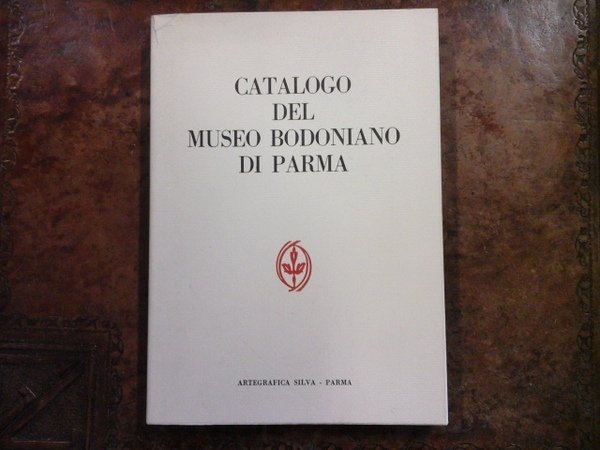 CATALOGO
DEL
MUSEO BODONIANO
DI PARMA
ARTEGRAFICA SILVA - PARMA